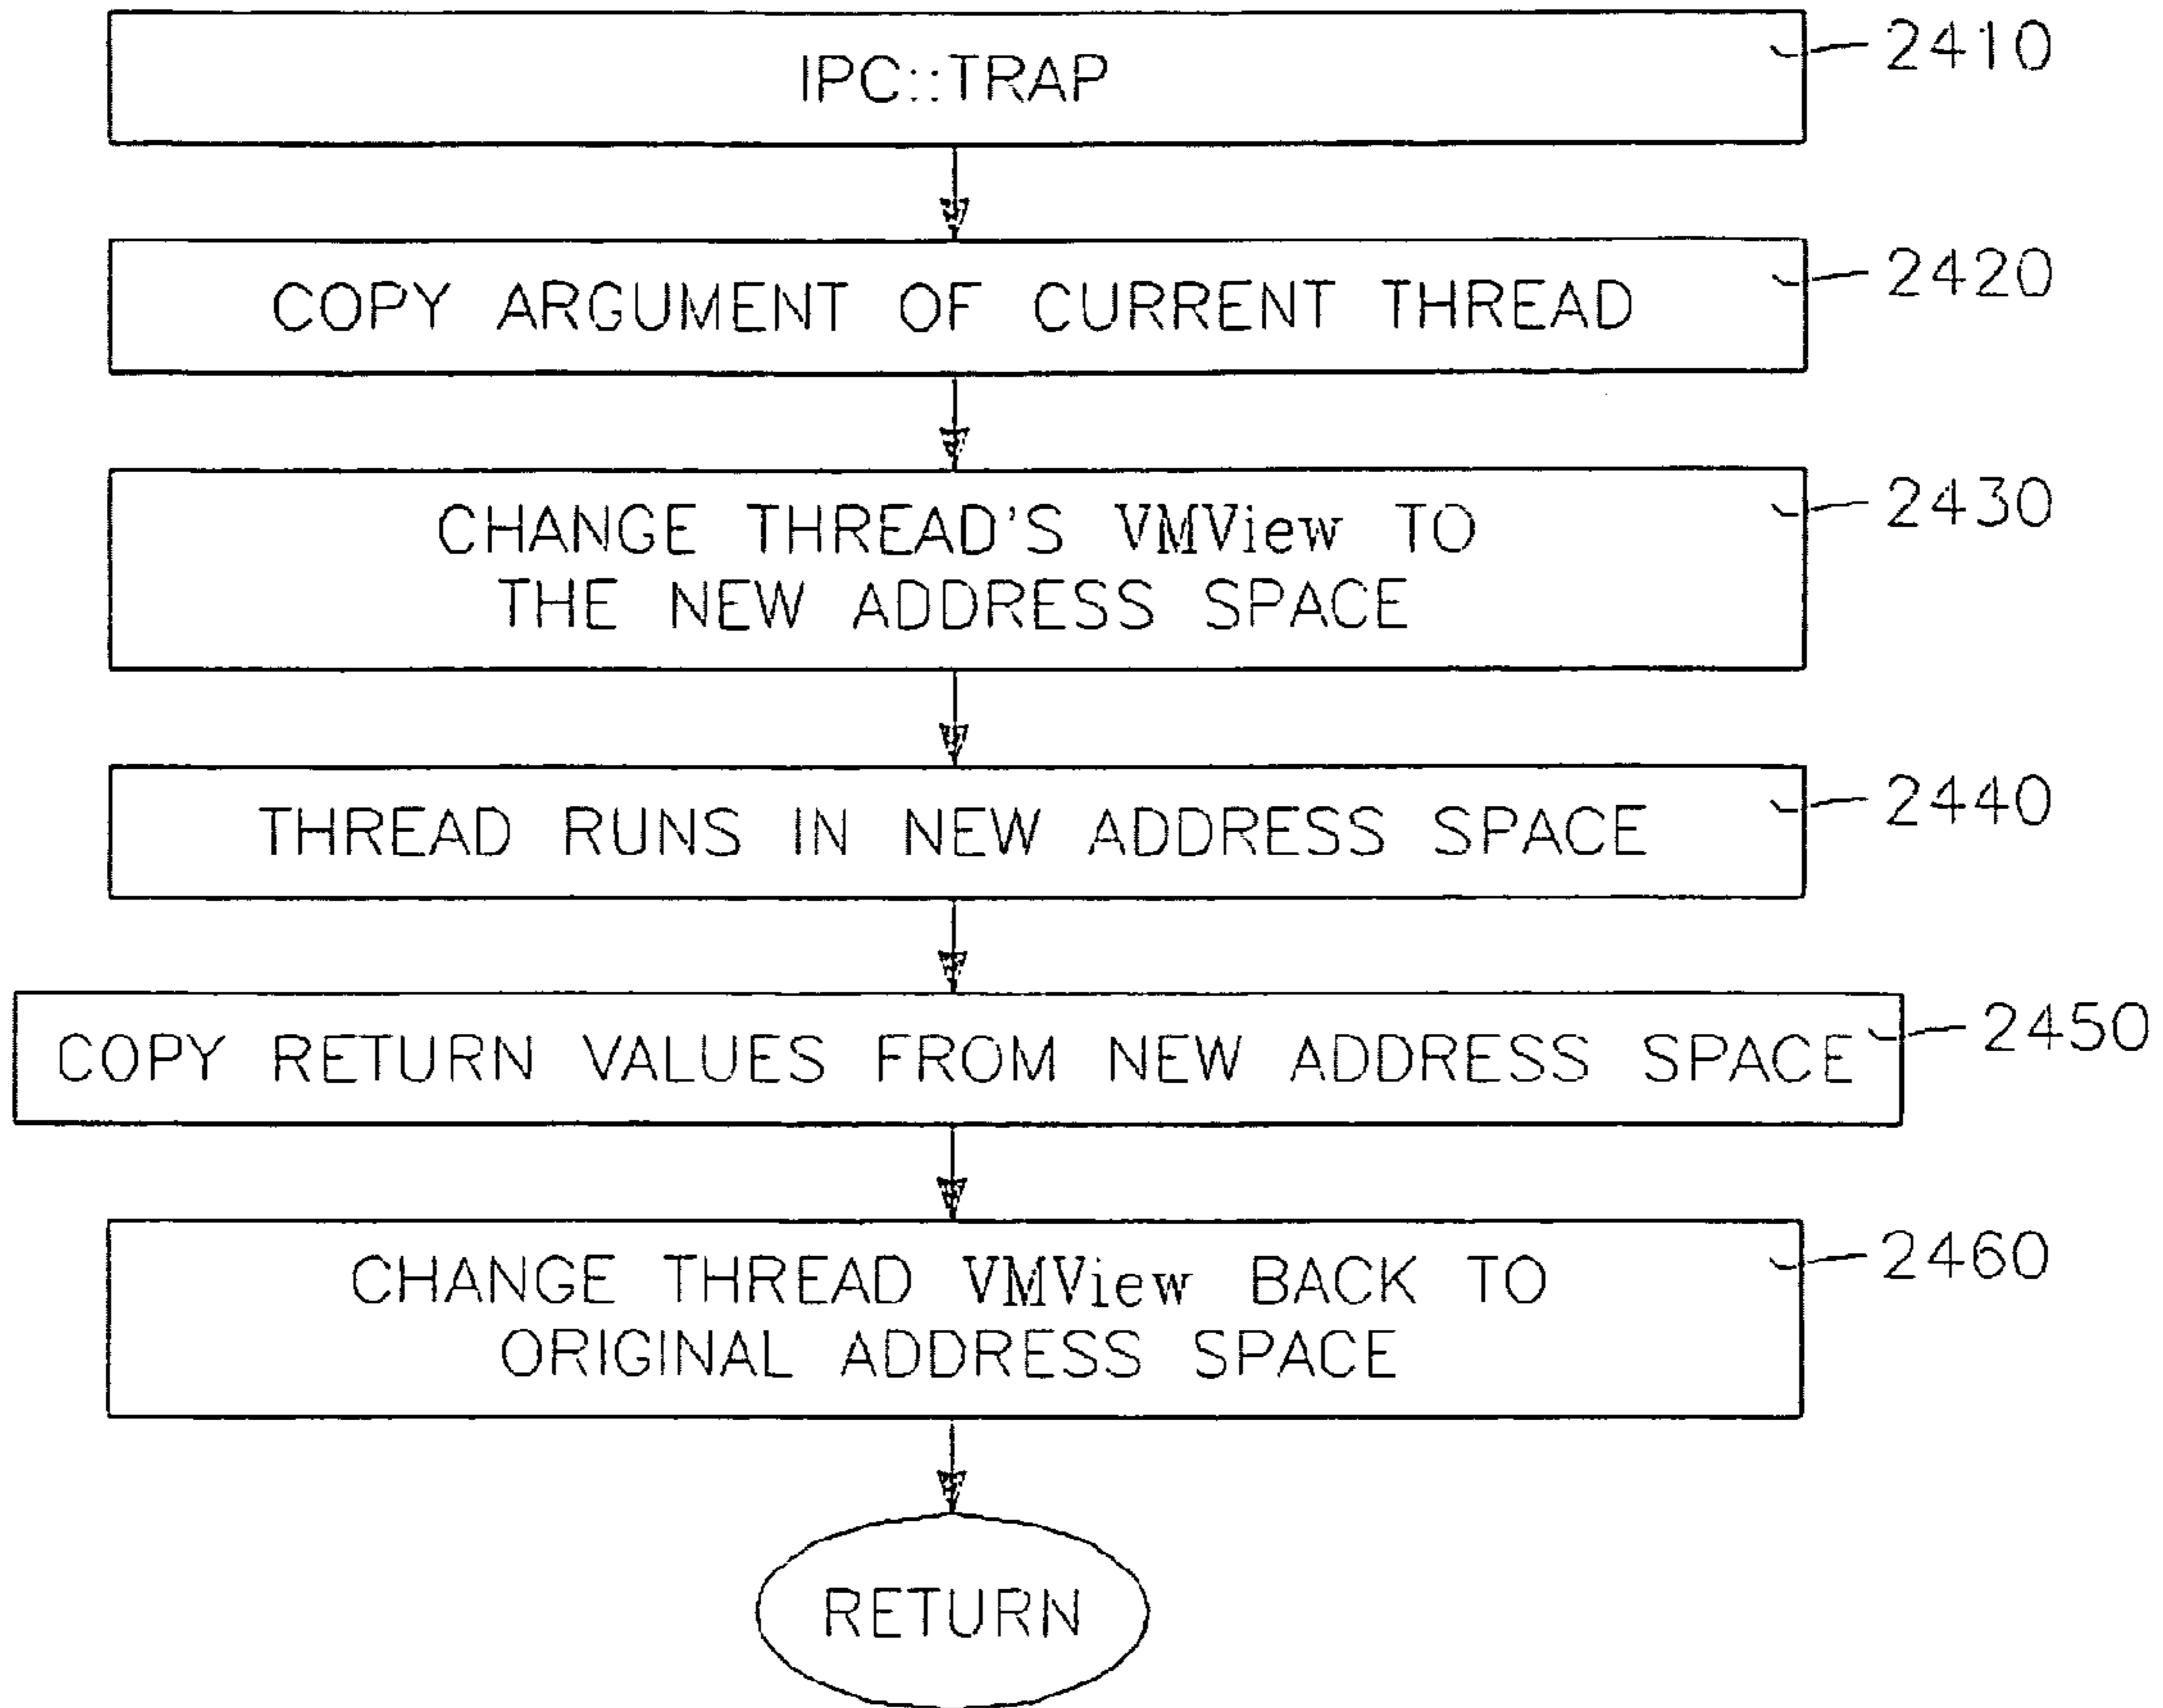 IPC::TRAP
2410
COPY ARGUMENT OF CURRENT THREAD
2420
CHANGE THREAD'S VMView TO
THE NEW ADDRESS SPACE
2430
THREAD RUNS IN NEW ADDRESS SPACE
2440
COPY RETURN VALUES FROM NEW ADDRESS SPACE
2450
CHANGE THREAD VMView BACK TO
ORIGINAL ADDRESS SPACE
2460
RETURN